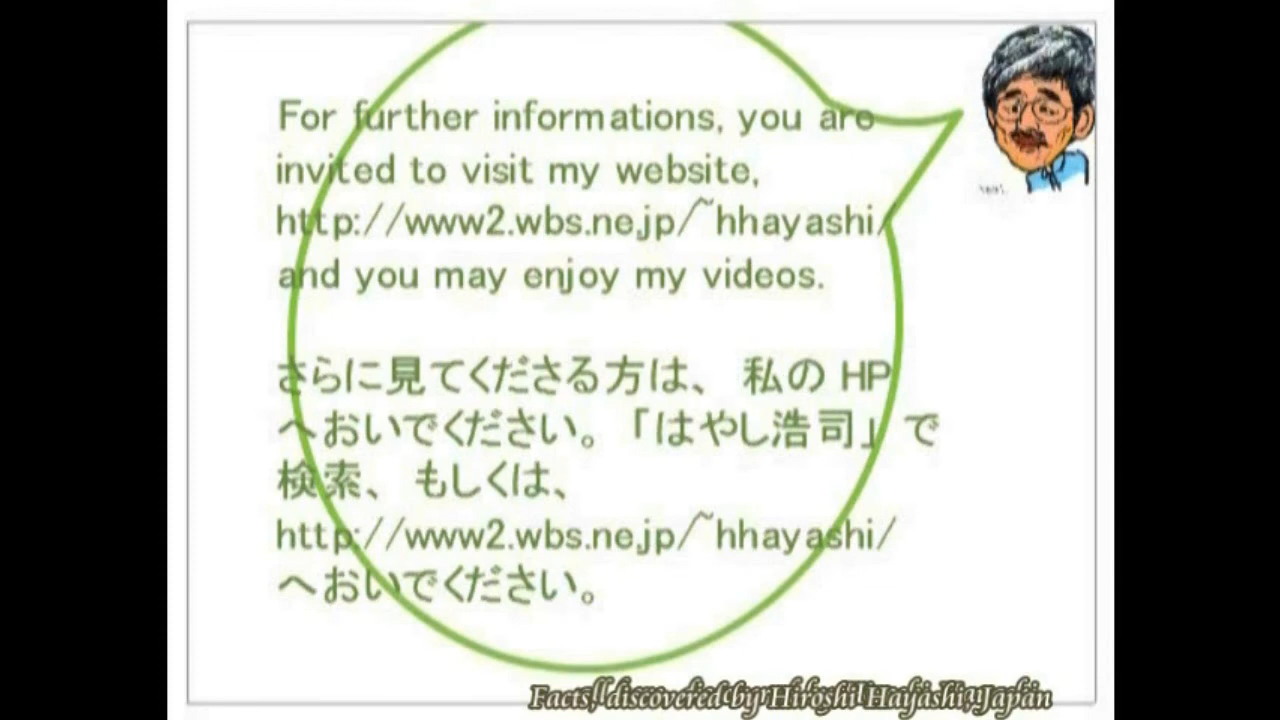 For further informations, you are
invited to visit my website,
http://www2.wbs.ne.jp/~hhayashi/
and you may enjoy my videos.
さらに見てくださる方は、 私の HP
へおいでください。「はやし浩司」で
検索、もしくは、
http://www2.wbs.ne.jp/~hhayashi/
へおいでください。
Facts, discovered by Hiroshi Hayashi, Japan